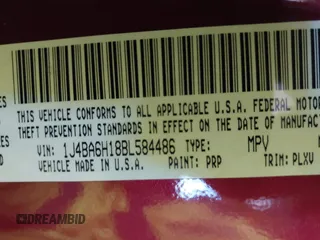 THIS VEHICLE CONFORMS TO ALL APPLICABLE U.S.A. FEDERAL MOTOR
THEFT PREVENTION STANDARDS IN EFFECT ON THE DATE OF MANUFAC
VIN: 1J4BA6H18BL584486 TYPE: MPV
VEHICLE MADE IN U.S.A. PAINT: PRP TRIM: PLXV
DREAMBID